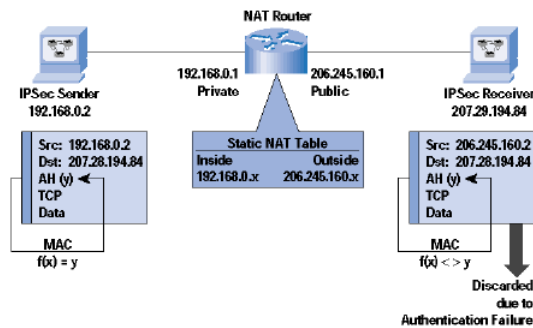 NAT Router
192.168.0.1
Private
206.245.160.1
Public
IPSec Sender
192.168.0.2
IPSec Receiver
207.29.194.84
Src: 192.168.0.2
Dst: 207.28.194.84
AH (y)
TCP
Data
MAC
f(x) = y
Static NAT Table
Inside Outside
192.168.0.x 206.245.160.x
Src: 206.245.160.2
Dst: 207.28.194.84
AH (y)
TCP
Data
MAC
f(x) < > y
Discarded
due to
Authentication Failure